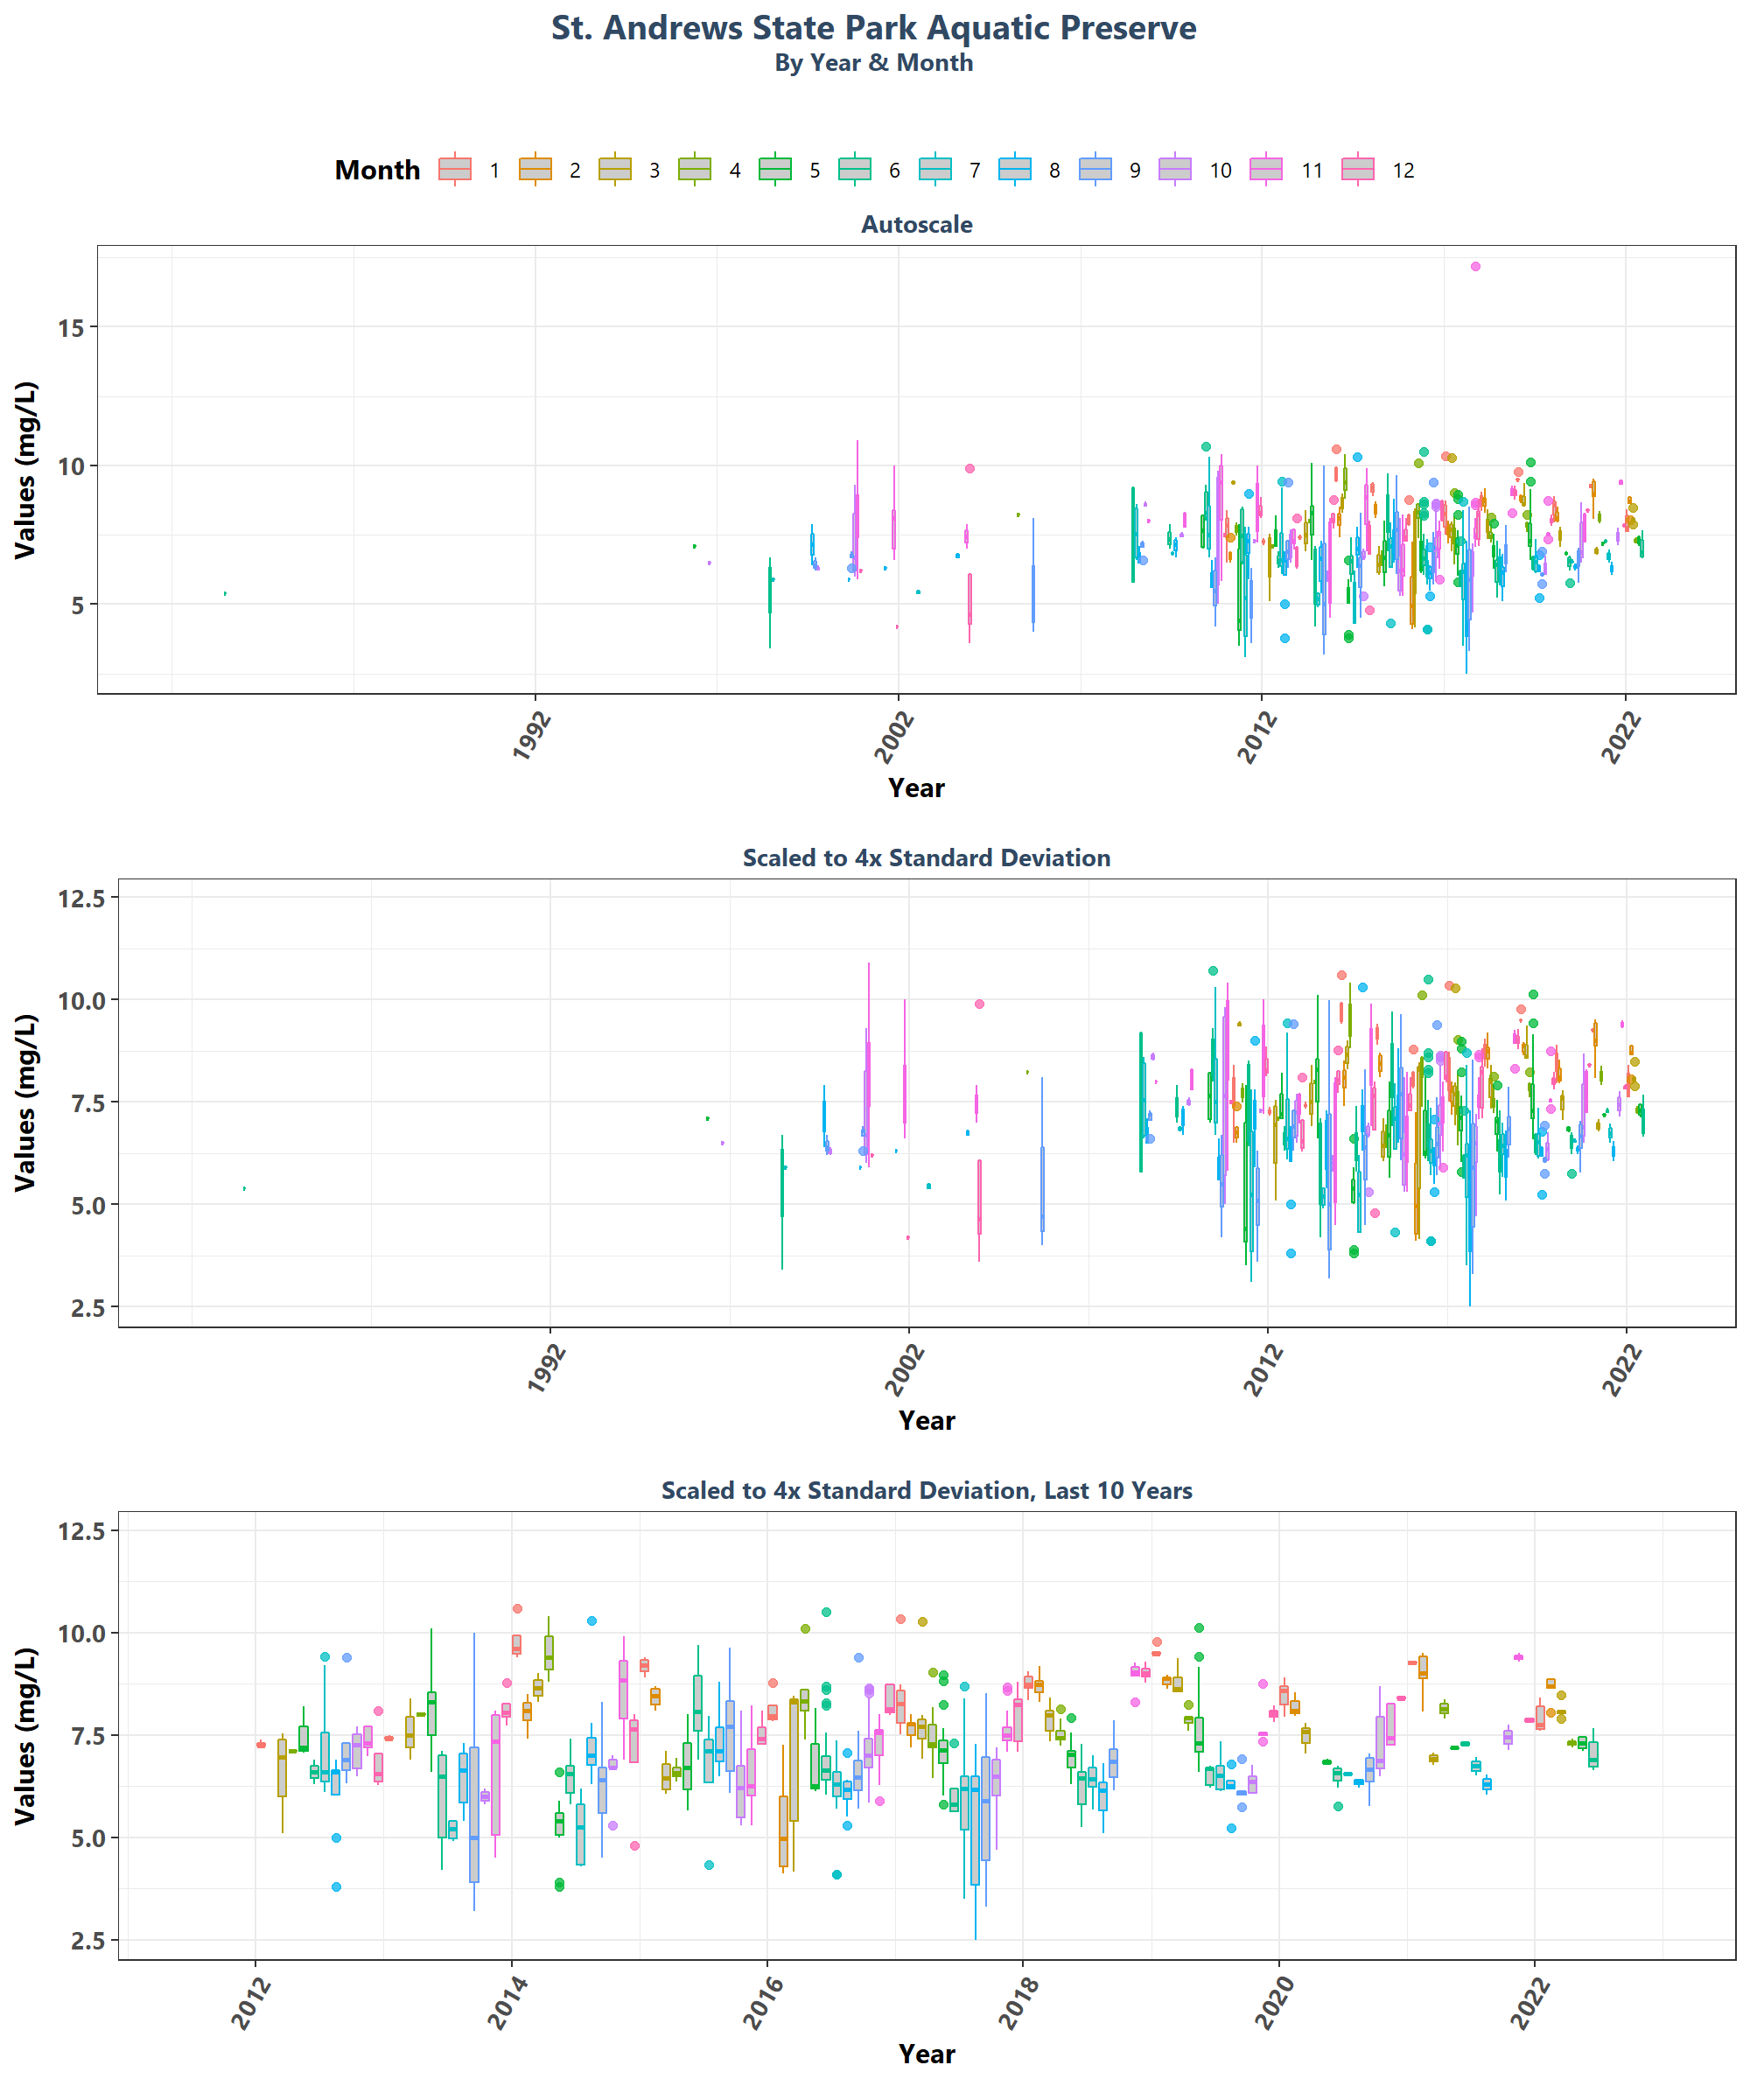 St. Andrews State Park Aquatic Preserve
By Year & Month
Month 1 2 3 4 5 6 7 8 9 10 11 12
Autoscale
Values (mg/L)
15
10
5
1992 2002 2012 2022
Year
Scaled to 4x Standard Deviation
Values (mg/L)
12.5
10.0
7.5
5.0
2.5
1992 2002 2012 2022
Year
Scaled to 4x Standard Deviation, Last 10 Years
Values (mg/L)
12.5
10.0
7.5
5.0
2.5
2012 2014 2016 2018 2020 2022
Year